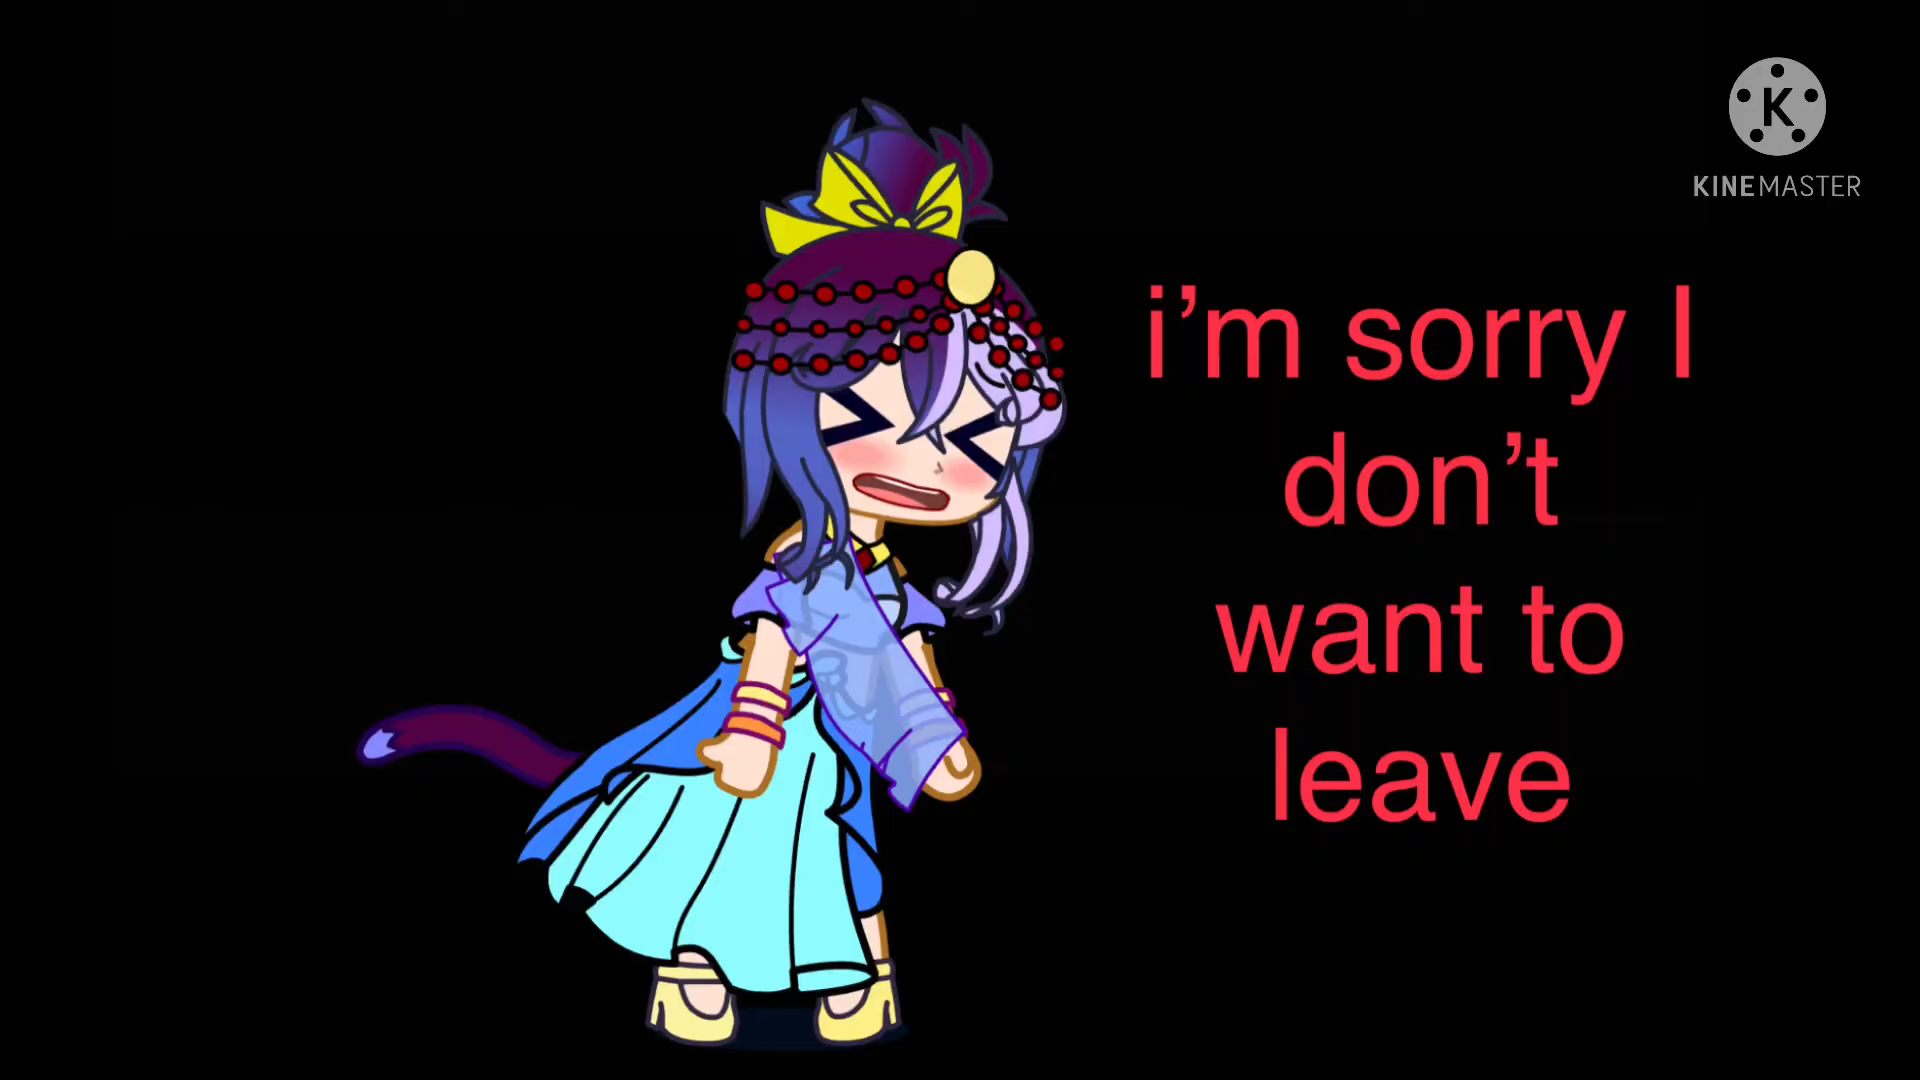 K
KINEMASTER
i’m sorry I
don’t
want to
leave